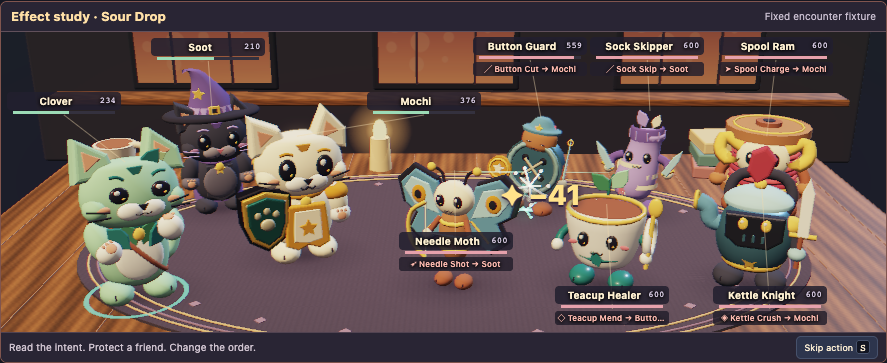 Effect study · Sour Drop
Fixed encounter fixture
Soot 210
Button Guard 559
Button Cut → Mochi
Sock Skipper 600
Sock Skip → Soot
Spool Ram 600
Spool Charge → Mochi
Clover 234
Mochi 376
−41
Needle Moth 600
Needle Shot → Soot
Teacup Healer 600
Teacup Mend → Butto...
Kettle Knight 600
Kettle Crush → Mochi
Read the intent. Protect a friend. Change the order.
Skip action S